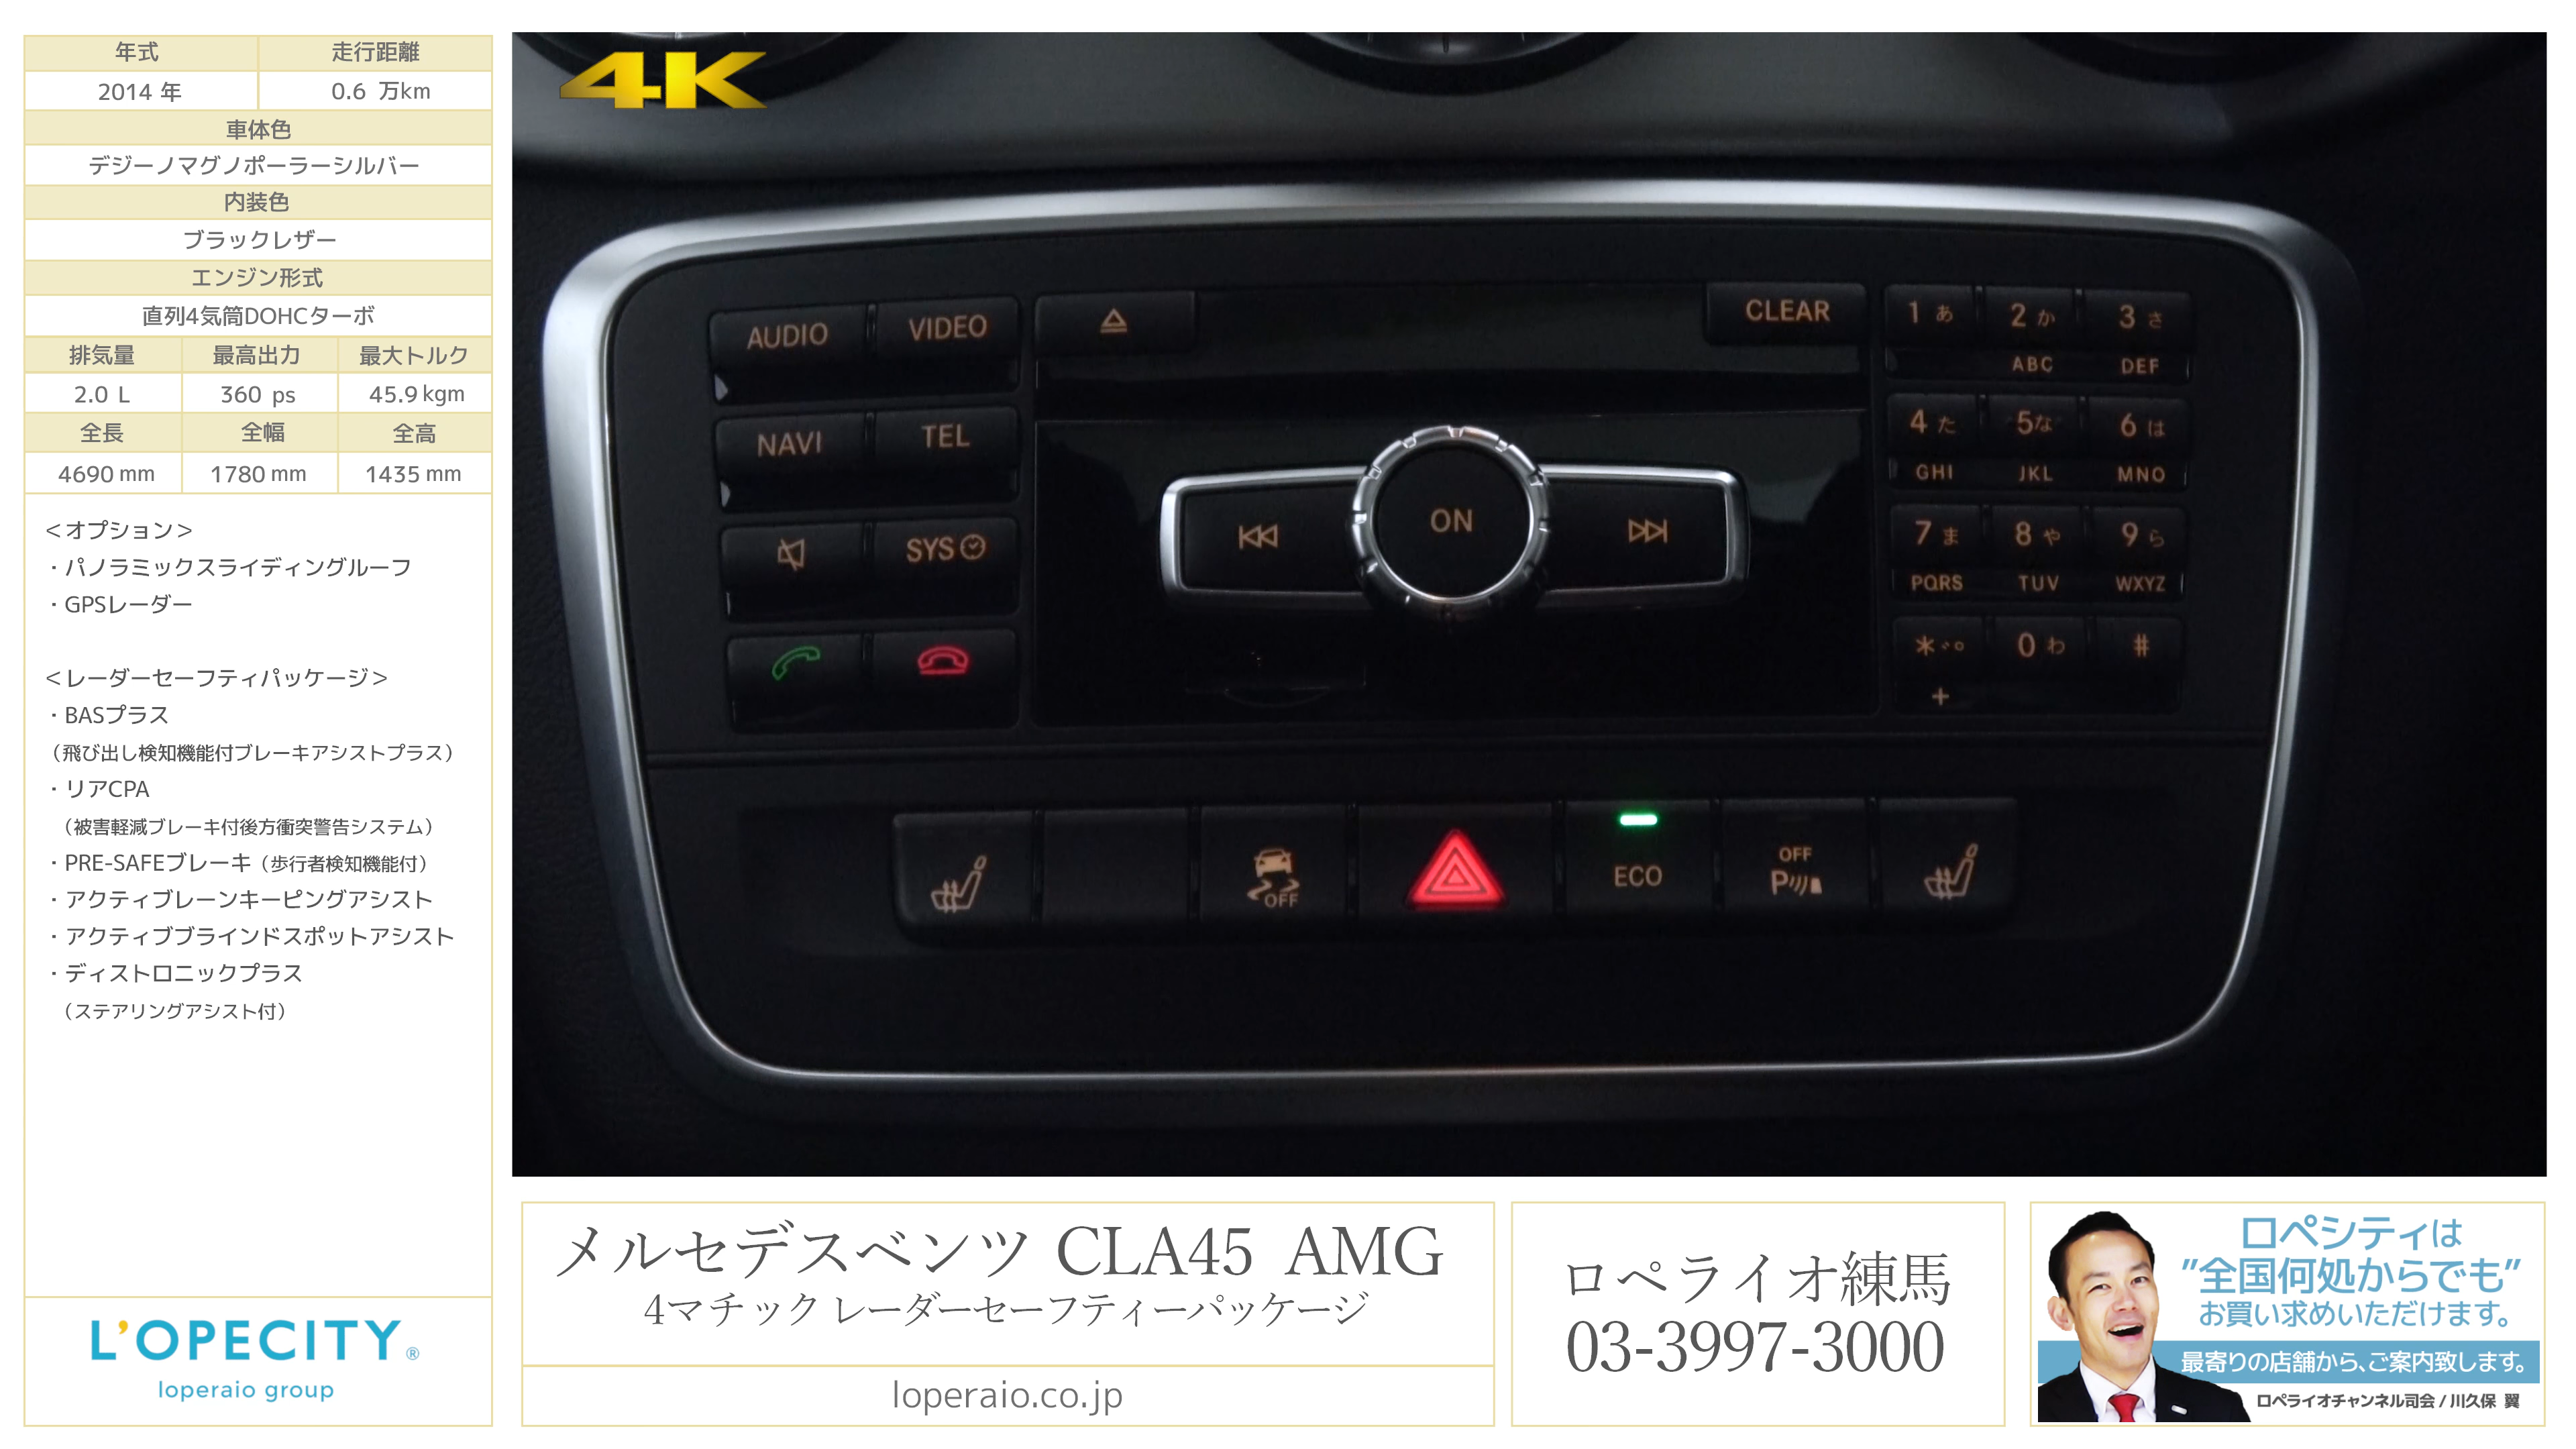 年式 走行距離
2014 年 0.6 万km
車体色
デジーノマグノポーラーシルバー
内装色
ブラックレザー
エンジン形式
直列4気筒DOHCターボ
排気量 最高出力 最大トルク
2.0 L 360 ps 45.9 kgm
全長 全幅 全高
4690 mm 1780 mm 1435 mm
＜オプション＞
・パノラミックスライディングルーフ
・GPSレーダー
＜レーダーセーフティパッケージ＞
・BASプラス
（飛び出し検知機能付ブレーキアシストプラス）
・リアCPA
（被害軽減ブレーキ付後方衝突警告システム）
・PRE-SAFEブレーキ（歩行者検知機能付）
・アクティブレーンキーピングアシスト
・アクティブブラインドスポットアシスト
・ディストロニックプラス
（ステアリングアシスト付）
L'OPECITY®
loperaio group
4K
AUDIO VIDEO CLEAR 1 あ 2 か 3 さ
ABC DEF
NAVI TEL 4 た 5 な 6 は
GHI JKL MNO
SYS ON 7 ま 8 や 9 ら
PQRS TUV WXYZ
* ゛゜ 0 わ #
+
OFF ECO OFF P
メルセデスベンツ CLA45 AMG
4マチック レーダーセーフティーパッケージ
loperaio.co.jp
ロペライオ練馬
03-3997-3000
ロペシティは
”全国何処からでも”
お買い求めいただけます。
最寄りの店舗から、ご案内致します。
ロペライオチャンネル司会 / 川久保 翼